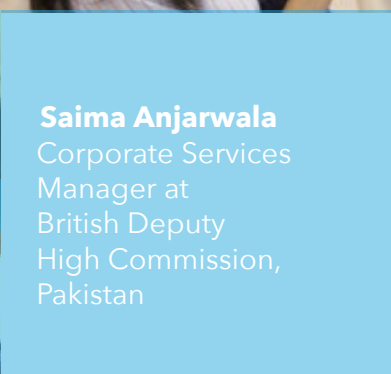 Saima Anjarwala
Corporate Services
Manager at
British Deputy
High Commission,
Pakistan